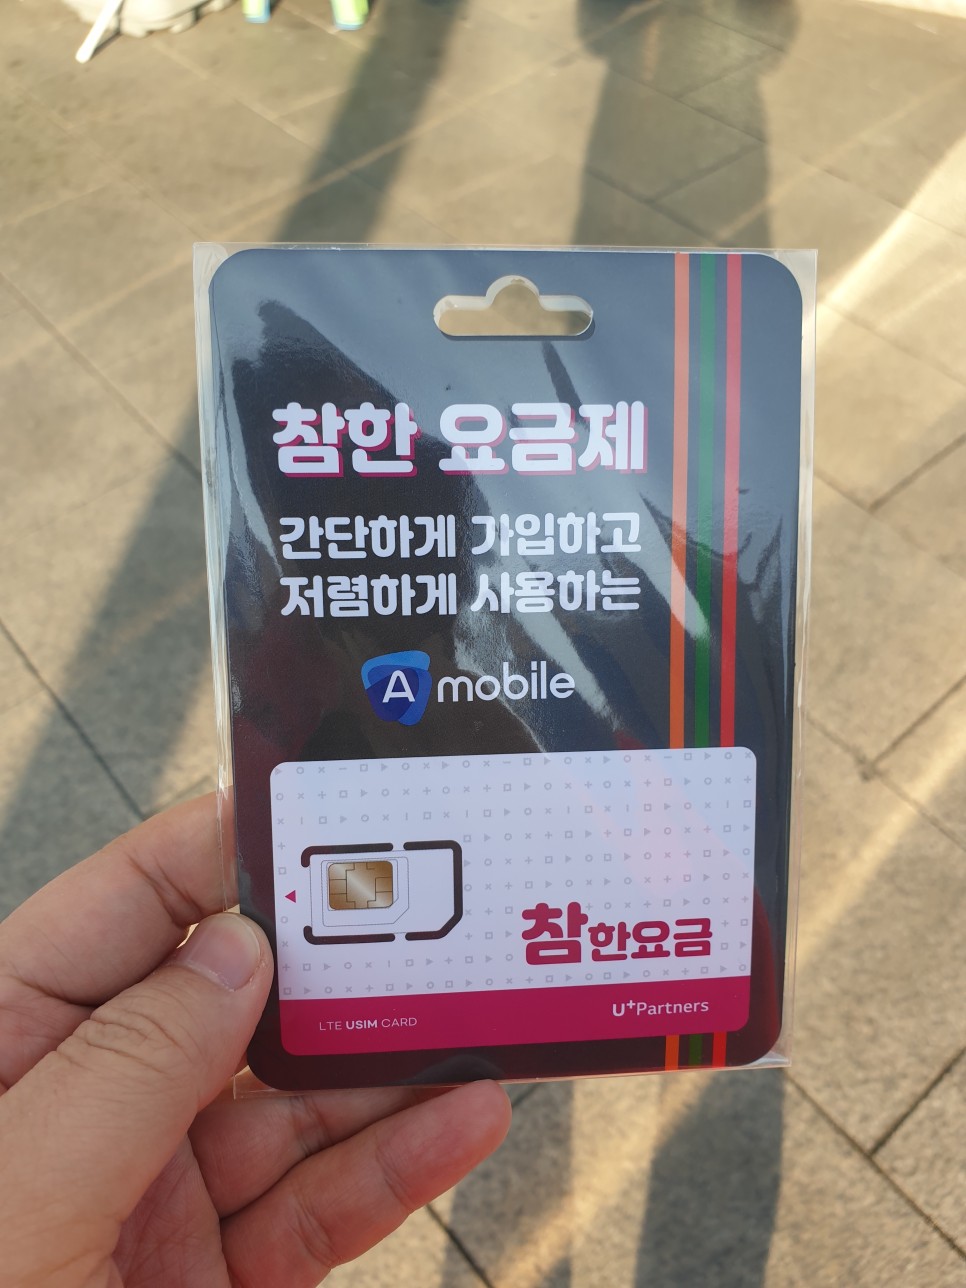 참한 요금제
간단하게 가입하고
저렴하게 사용하는
A mobile
참한요금
LTE USIM CARD
U+Partners